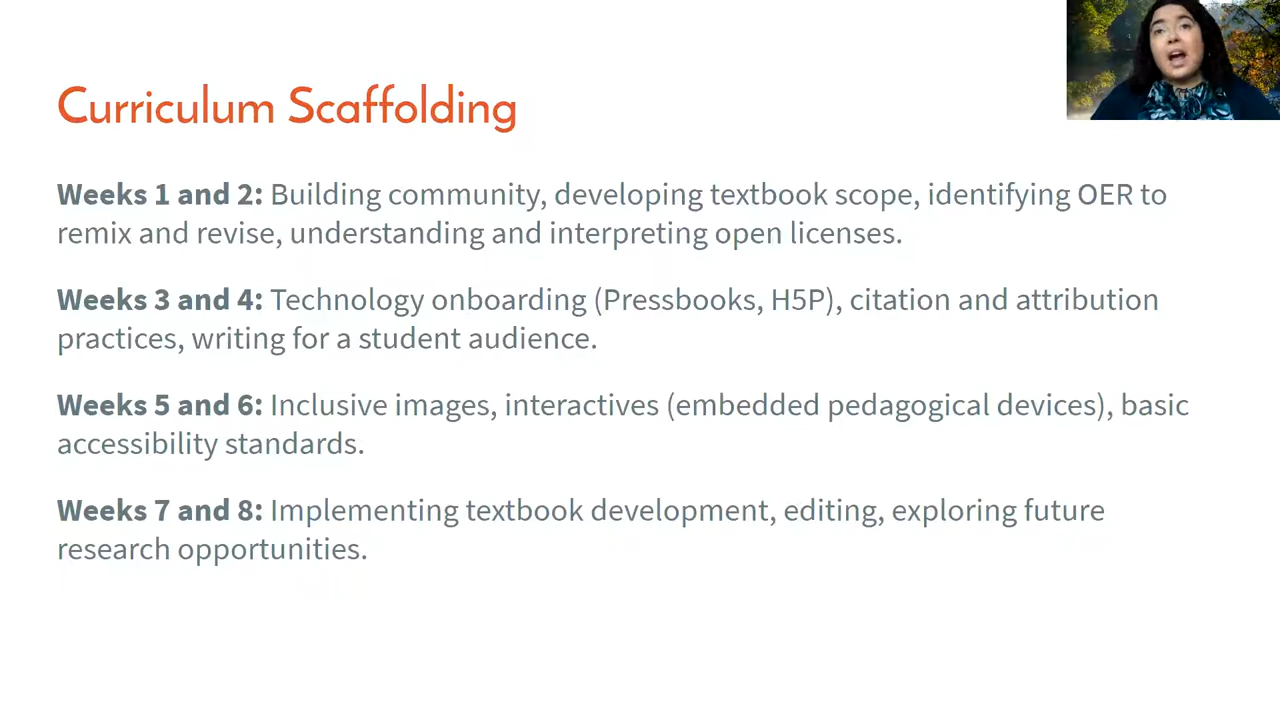 Curriculum Scaffolding
Weeks 1 and 2: Building community, developing textbook scope, identifying OER to
remix and revise, understanding and interpreting open licenses.
Weeks 3 and 4: Technology onboarding (Pressbooks, H5P), citation and attribution
practices, writing for a student audience.
Weeks 5 and 6: Inclusive images, interactives (embedded pedagogical devices), basic
accessibility standards.
Weeks 7 and 8: Implementing textbook development, editing, exploring future
research opportunities.